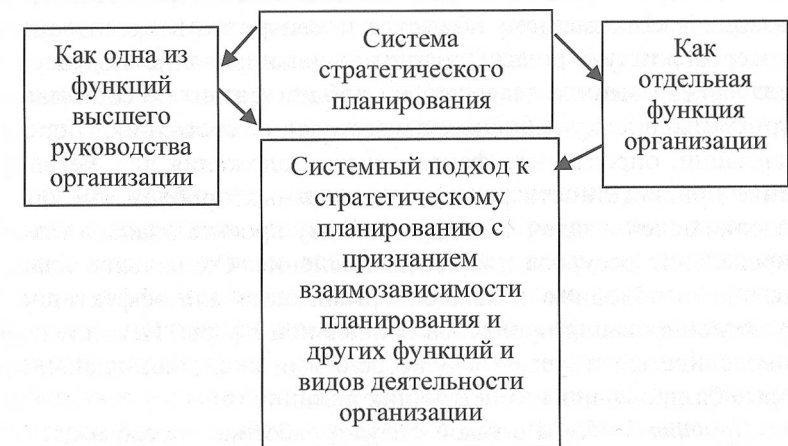 Как одна из
функций
высшего
руководства
организации
Система
стратегического
планирования
Как
отдельная
функция
организации
Системный подход к
стратегическому
планированию с
признанием
взаимозависимости
планирования и
других функций и
видов деятельности
организации